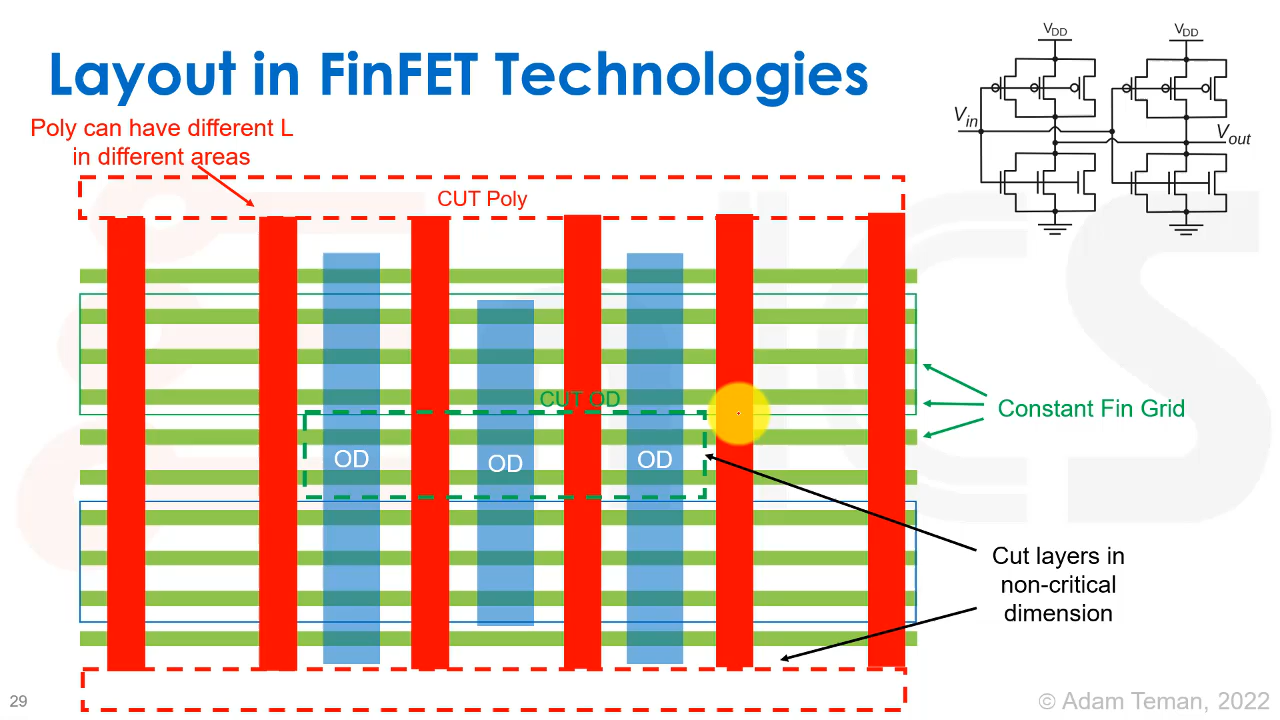 Layout in FinFET Technologies
VDD
VDD
Vin
Vout
Poly can have different L
in different areas
CUT Poly
CUT OD
OD
OD
OD
Constant Fin Grid
Cut layers in
non-critical
dimension
29
© Adam Teman, 2022